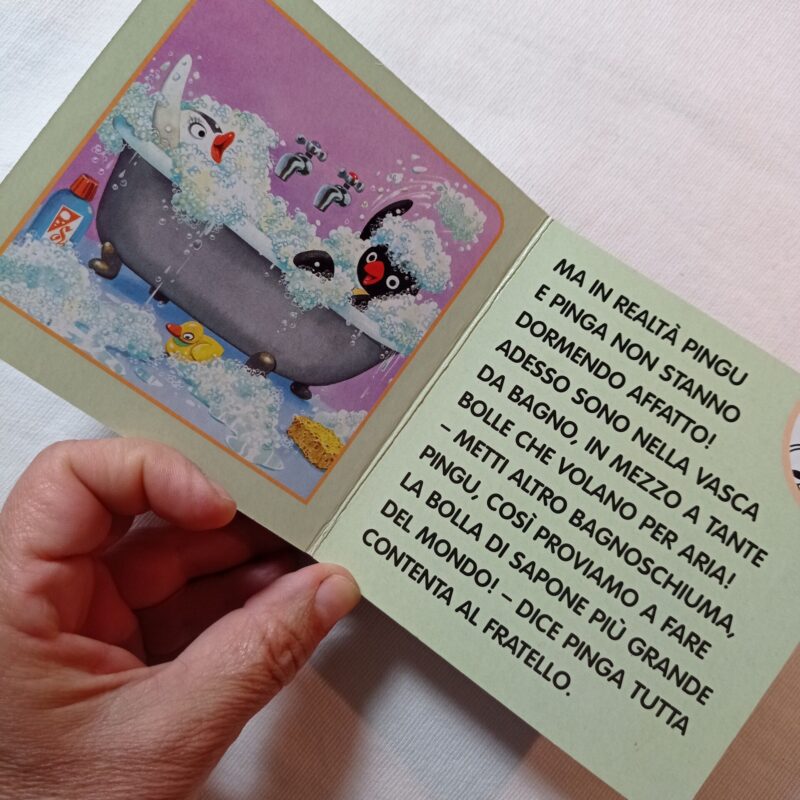 MA IN REALTÀ PINGU
E PINGA NON STANNO
DORMENDO AFFATTO!
ADESSO SONO NELLA VASCA
DA BAGNO, IN MEZZO A TANTE
BOLLE CHE VOLANO PER ARIA!
– METTI ALTRO BAGNOSCHIUMA,
PINGU, COSÌ PROVIAMO A FARE
LA BOLLA DI SAPONE PIÙ GRANDE
DEL MONDO! – DICE PINGA TUTTA
CONTENTA AL FRATELLO.